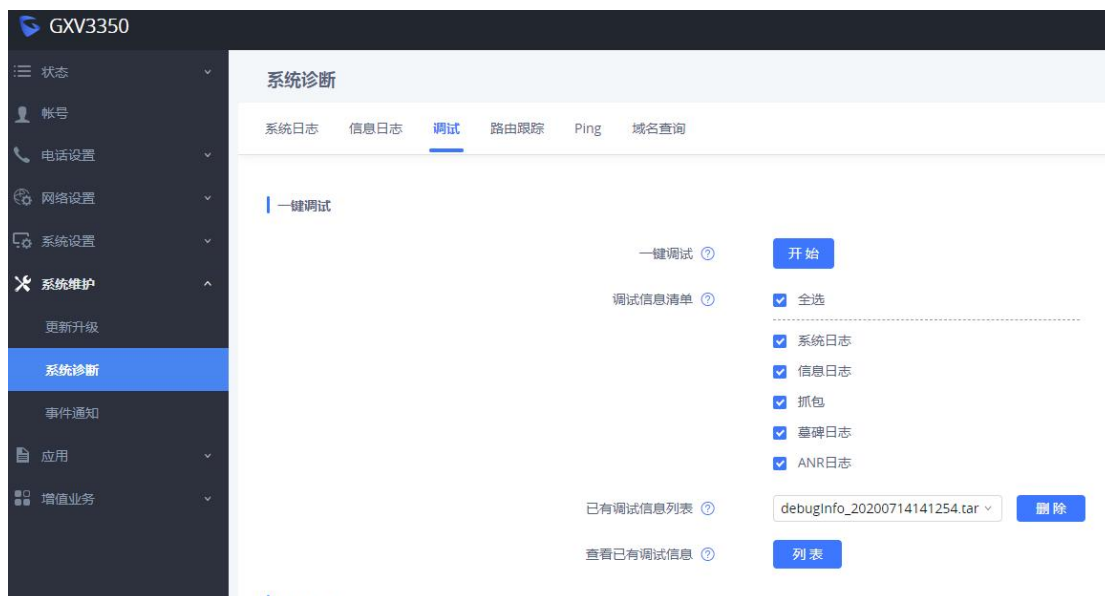 GXV3350
状态
帐号
电话设置
网络设置
系统设置
系统维护
更新升级
系统诊断
事件通知
应用
增值业务
系统诊断
系统日志 信息日志 调试 路由跟踪 Ping 域名查询
一键调试
一键调试 开始
调试信息清单 全选
系统日志
信息日志
抓包
墓碑日志
ANR日志
已有调试信息列表 debugInfo_20200714141254.tar 删除
查看已有调试信息 列表